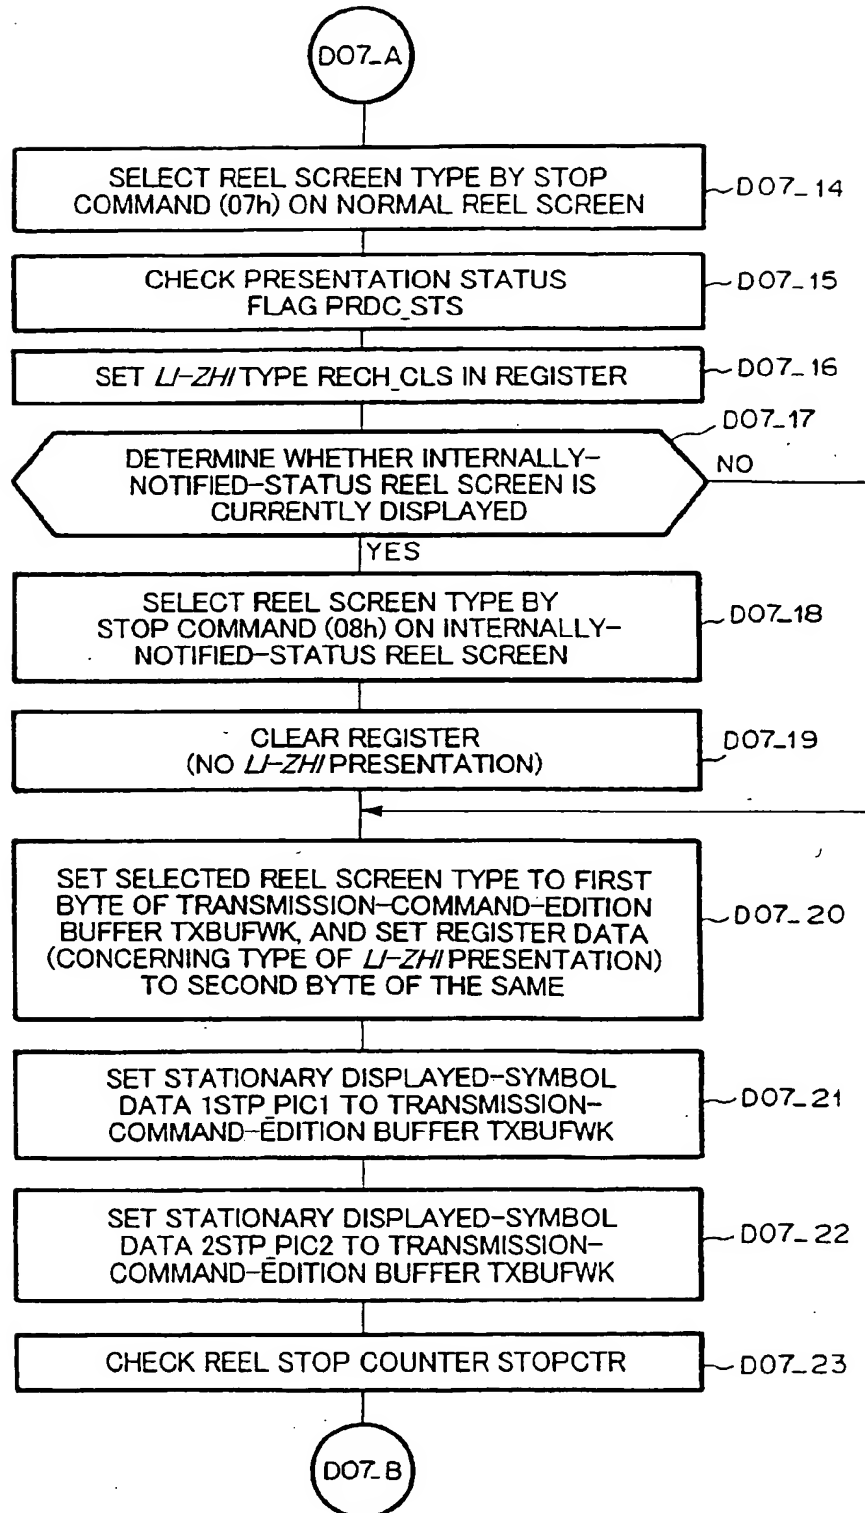 D07_A
SELECT REEL SCREEN TYPE BY STOP
COMMAND (07h) ON NORMAL REEL SCREEN
D07_14
CHECK PRESENTATION STATUS
FLAG PRDC_STS
D07_15
SET LI-ZHI TYPE RECH_CLS IN REGISTER
D07_16
D07_17
DETERMINE WHETHER INTERNALLY-
NOTIFIED-STATUS REEL SCREEN IS
CURRENTLY DISPLAYED
NO
YES
SELECT REEL SCREEN TYPE BY
STOP COMMAND (08h) ON INTERNALLY-
NOTIFIED-STATUS REEL SCREEN
D07_18
CLEAR REGISTER
(NO LI-ZHI PRESENTATION)
D07_19
SET SELECTED REEL SCREEN TYPE TO FIRST
BYTE OF TRANSMISSION-COMMAND-EDITION
BUFFER TXBUFWK, AND SET REGISTER DATA
(CONCERNING TYPE OF LI-ZHI PRESENTATION)
TO SECOND BYTE OF THE SAME
D07_20
SET STATIONARY DISPLAYED-SYMBOL
DATA 1STP_PIC1 TO TRANSMISSION-
COMMAND-EDITION BUFFER TXBUFWK
D07_21
SET STATIONARY DISPLAYED-SYMBOL
DATA 2STP_PIC2 TO TRANSMISSION-
COMMAND-EDITION BUFFER TXBUFWK
D07_22
CHECK REEL STOP COUNTER STOPCTR
D07_23
D07_B